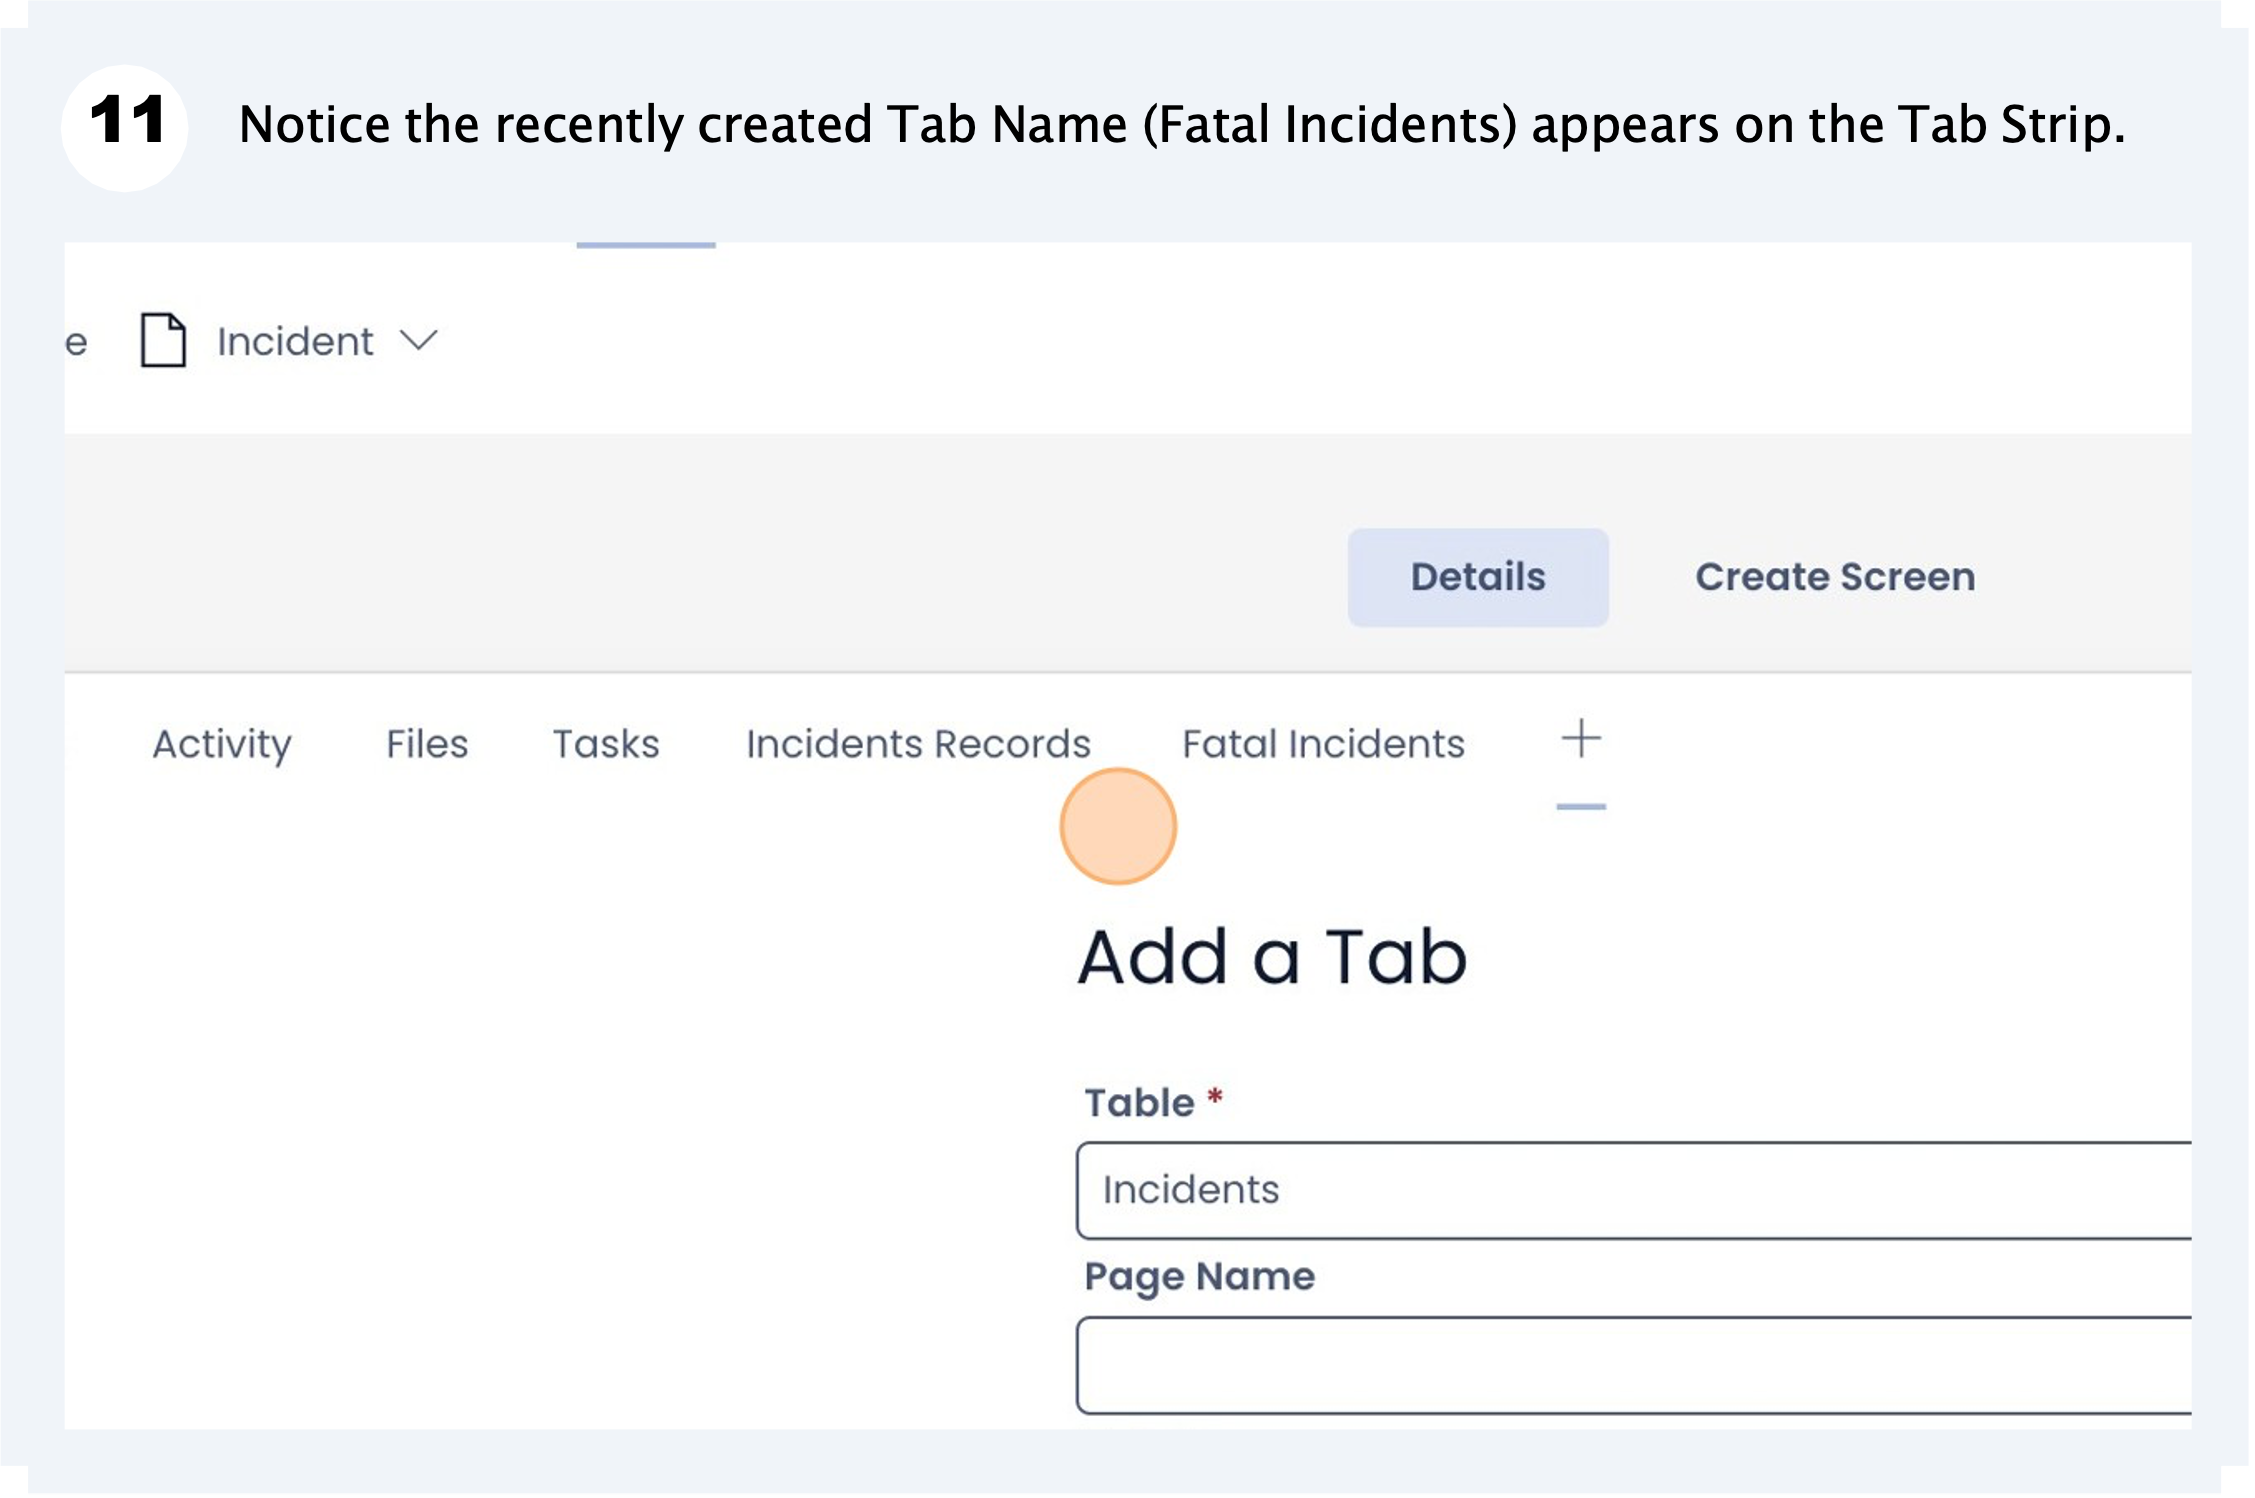 11 Notice the recently created Tab Name (Fatal Incidents) appears on the Tab Strip.
e Incident
Details Create Screen
Activity Files Tasks Incidents Records Fatal Incidents +
Add a Tab
Table *
Incidents
Page Name